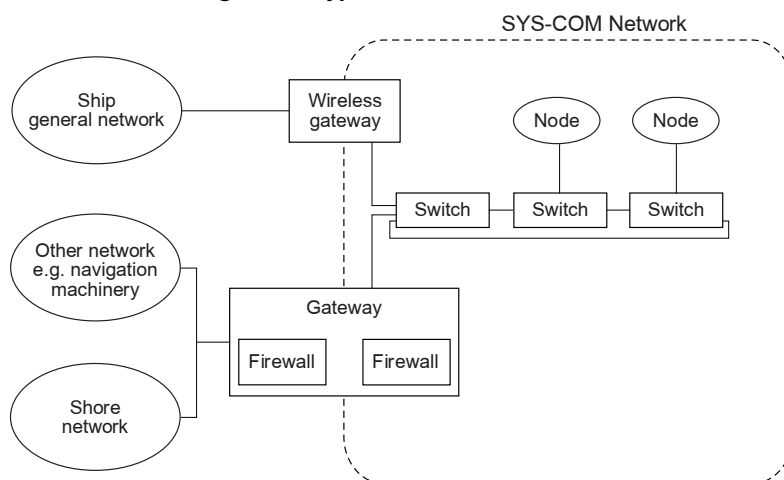 SYS-COM Network
Ship
general network
Wireless
gateway
Node
Node
Switch
Switch
Switch
Other network
e.g. navigation
machinery
Gateway
Firewall
Firewall
Shore
network